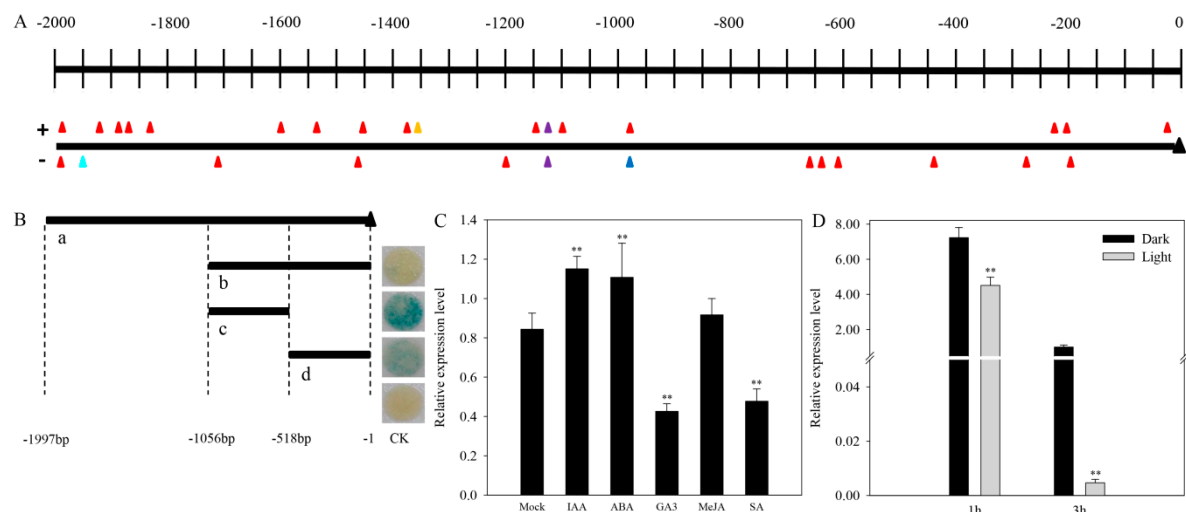 A
-2000 -1800 -1600 -1400 -1200 -1000 -800 -600 -400 -200 0
+
-
B
a
b
c
d
-1997bp -1056bp -518bp -1 CK
C
Relative expression level
1.4
1.2
1.0
0.8
0.6
0.4
0.2
0.0
** ** ** **
Mock IAA ABA GA3 MeJA SA
D
Relative expression level
8.00
6.00
4.00
2.00
0.04
0.02
0.00
Dark
Light
**
**
1h 3h